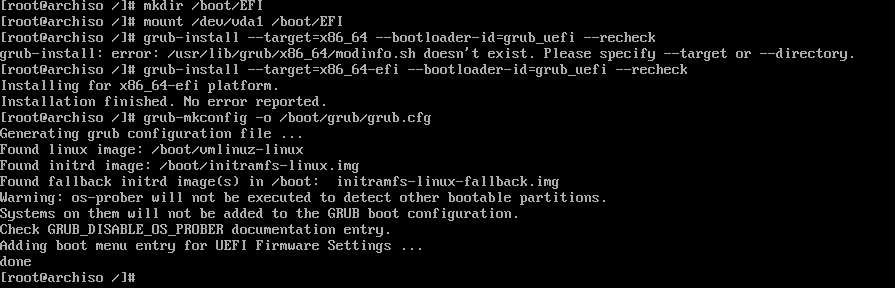 [root@archiso /]# mkdir /boot/EFI
[root@archiso /]# mount /dev/vda1 /boot/EFI
[root@archiso /]# grub-install --target=x86_64 --bootloader-id=grub_uefi --recheck
grub-install: error: /usr/lib/grub/x86_64/modinfo.sh doesn't exist. Please specify --target or --directory.
[root@archiso /]# grub-install --target=x86_64-efi --bootloader-id=grub_uefi --recheck
Installing for x86_64-efi platform.
Installation finished. No error reported.
[root@archiso /]# grub-mkconfig -o /boot/grub/grub.cfg
Generating grub configuration file ...
Found linux image: /boot/vmlinuz-linux
Found initrd image: /boot/initramfs-linux.img
Found fallback initrd image(s) in /boot:  initramfs-linux-fallback.img
Warning: os-prober will not be executed to detect other bootable partitions.
Systems on them will not be added to the GRUB boot configuration.
Check GRUB_DISABLE_OS_PROBER documentation entry.
Adding boot menu entry for UEFI Firmware Settings ...
done
[root@archiso /]#